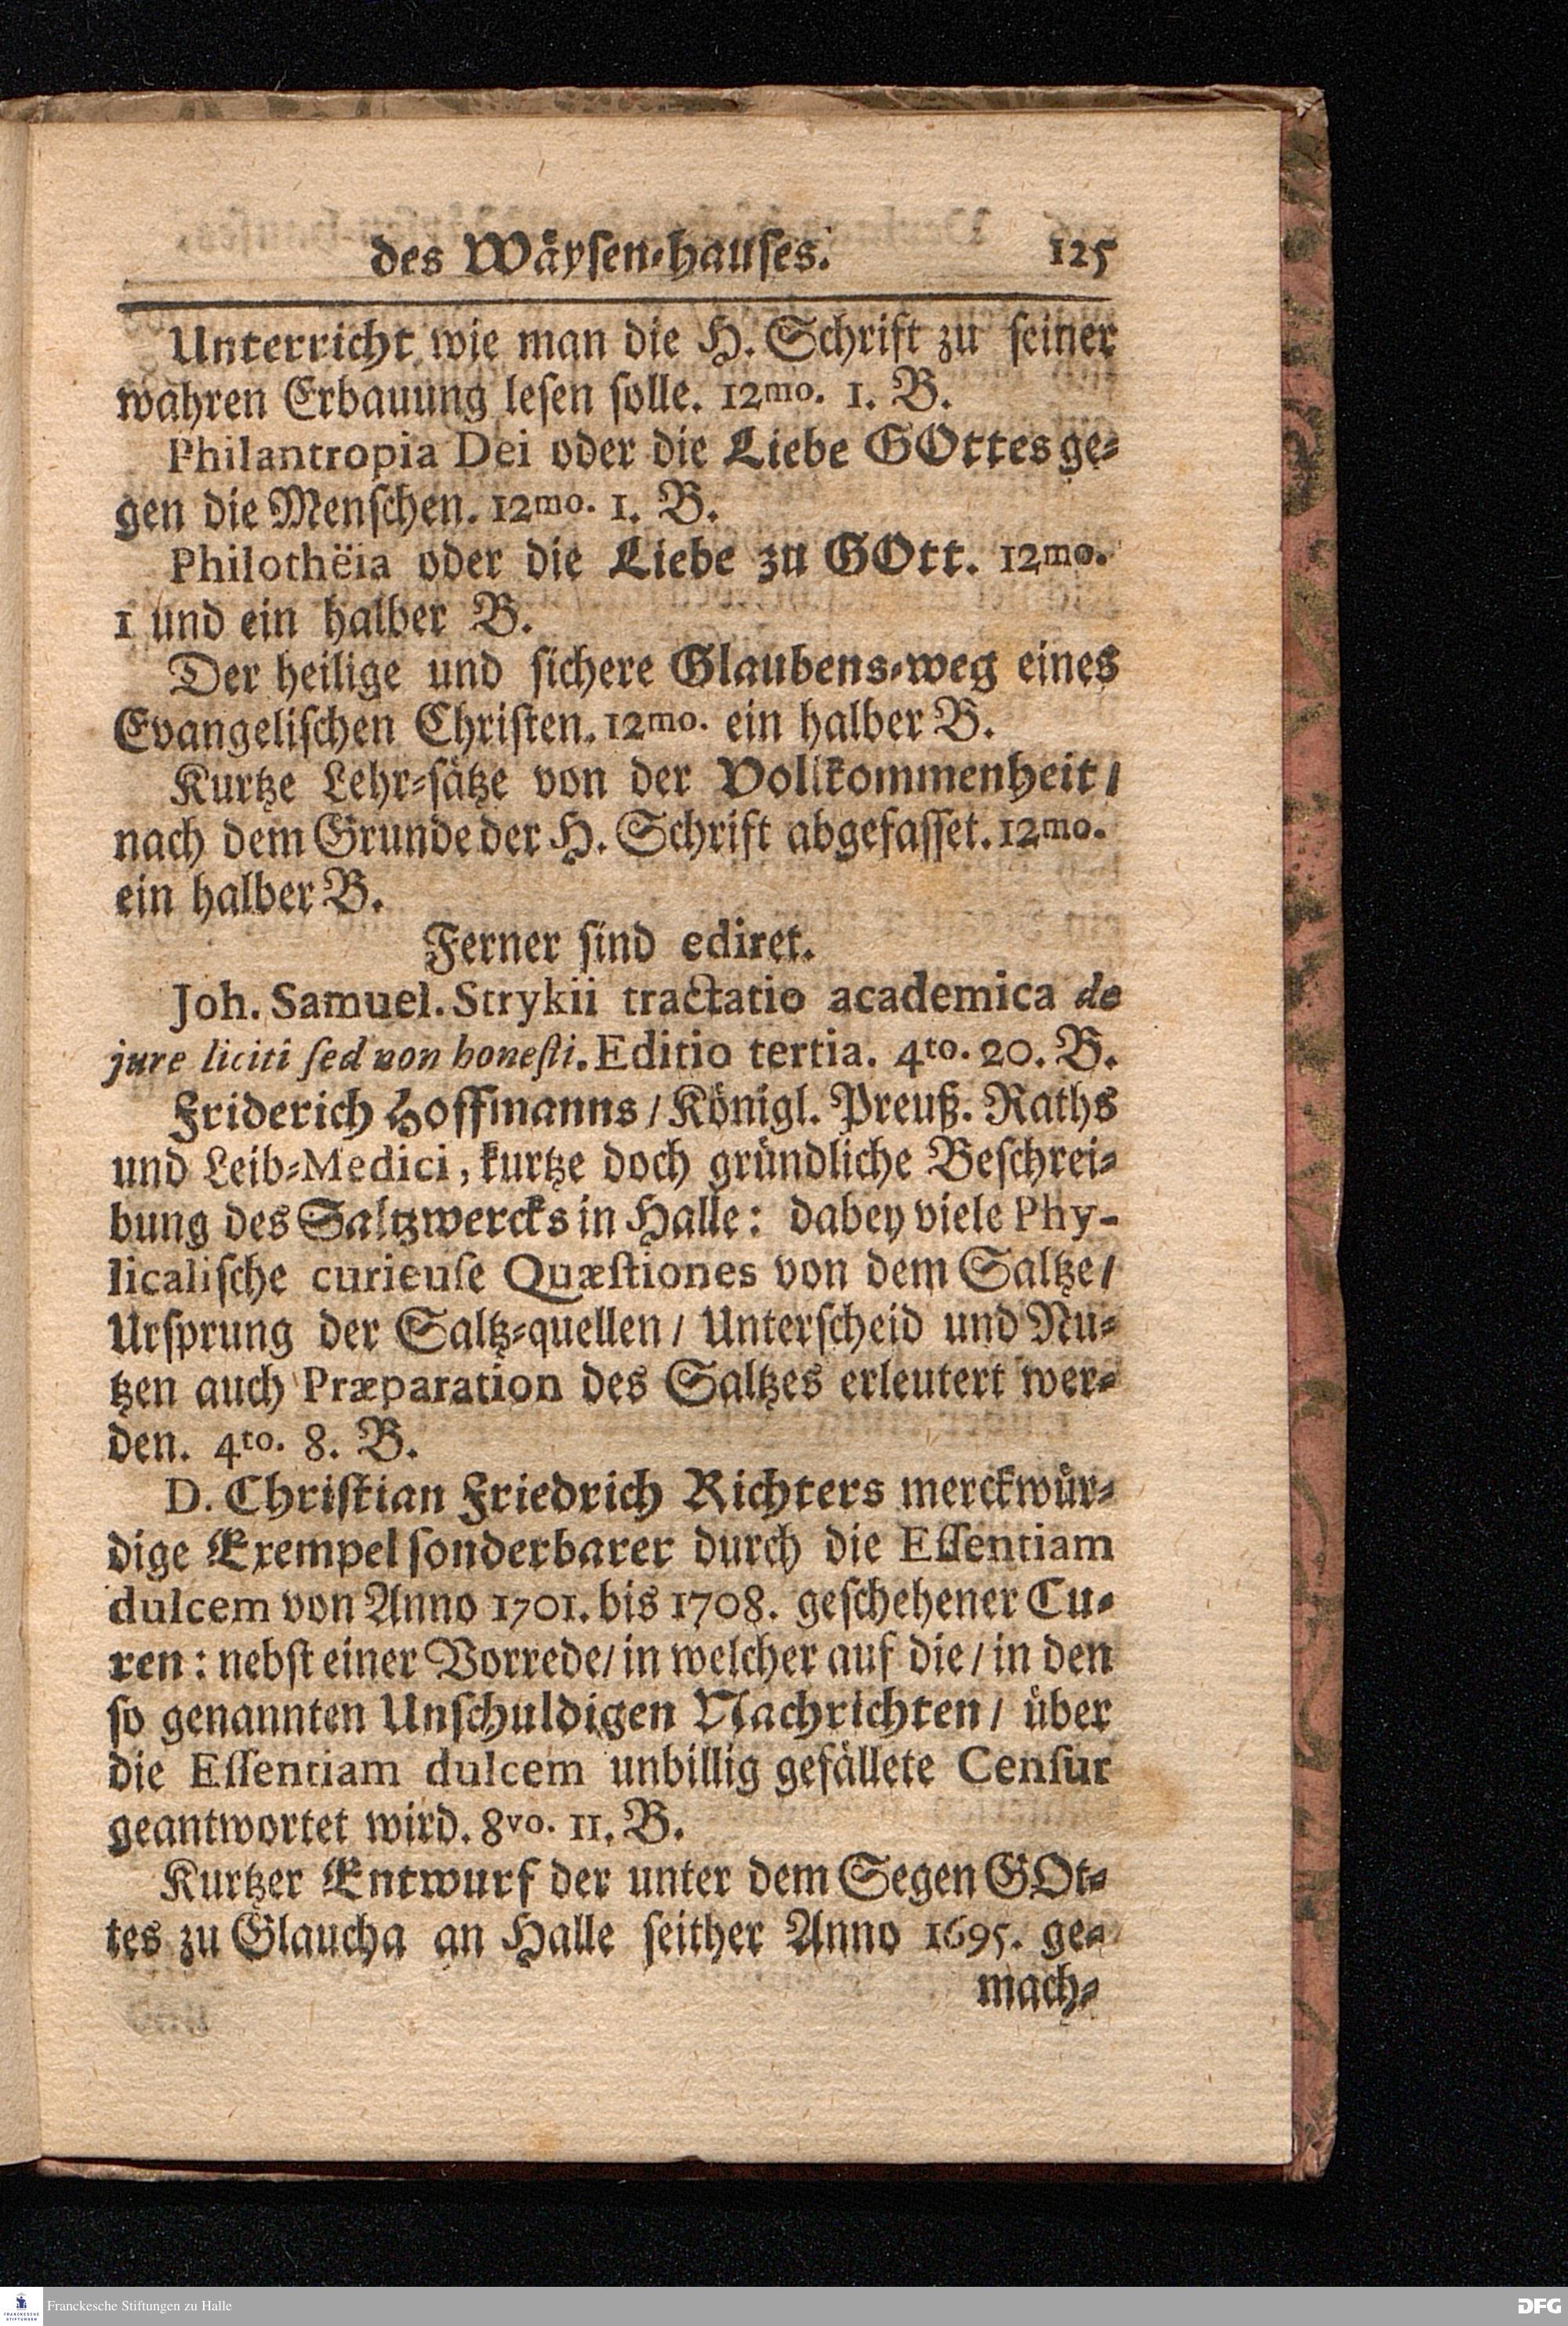 des Wäysen-hauses. 125
Unterricht wie man die H. Schrift zu seiner
wahren Erbauung lesen solle. 12mo. 1. B.
Philantropia Dei oder die Liebe GOttes ge-
gen die Menschen. 12mo. 1. B.
Philothëia oder die Liebe zu GOtt. 12mo.
1 und ein halber B.
Der heilige und sichere Glaubens-weg eines
Evangelischen Christen. 12mo. ein halber B.
Kurtze Lehr-sätze von der Vollkommenheit/
nach dem Grunde der H. Schrift abgefasset. 12mo.
ein halber B.
Ferner sind ediret.
Joh. Samuel. Strykii tractatio academica de
jure liciti sed non honesti. Editio tertia. 4to. 20. B.
Friderich Hoffmanns/ Königl. Preuß. Raths
und Leib-Medici, kurtze doch gründliche Beschrei-
bung des Saltzwercks in Halle: dabey viele Phy-
sicalische curieuse Quæstiones von dem Saltze/
Ursprung der Saltz-quellen/ Unterscheid und Nu-
tzen auch Præparation des Saltzes erleutert wer-
den. 4to. 8. B.
D. Christian Friedrich Richters merckwür-
dige Exempel sonderbarer durch die Essentiam
dulcem von Anno 1701. bis 1708. geschehener Cu-
ren: nebst einer Vorrede/ in welcher auf die/ in den
so genannten Unschuldigen Nachrichten/ über
die Essentiam dulcem unbillig gefällete Censur
geantwortet wird. 8vo. 11. B.
Kurtzer Entwurf der unter dem Segen GOt-
tes zu Glaucha an Halle seither Anno 1695. ge-
mach-
FRANCKESCHE STIFTUNGEN
Franckesche Stiftungen zu Halle
DFG